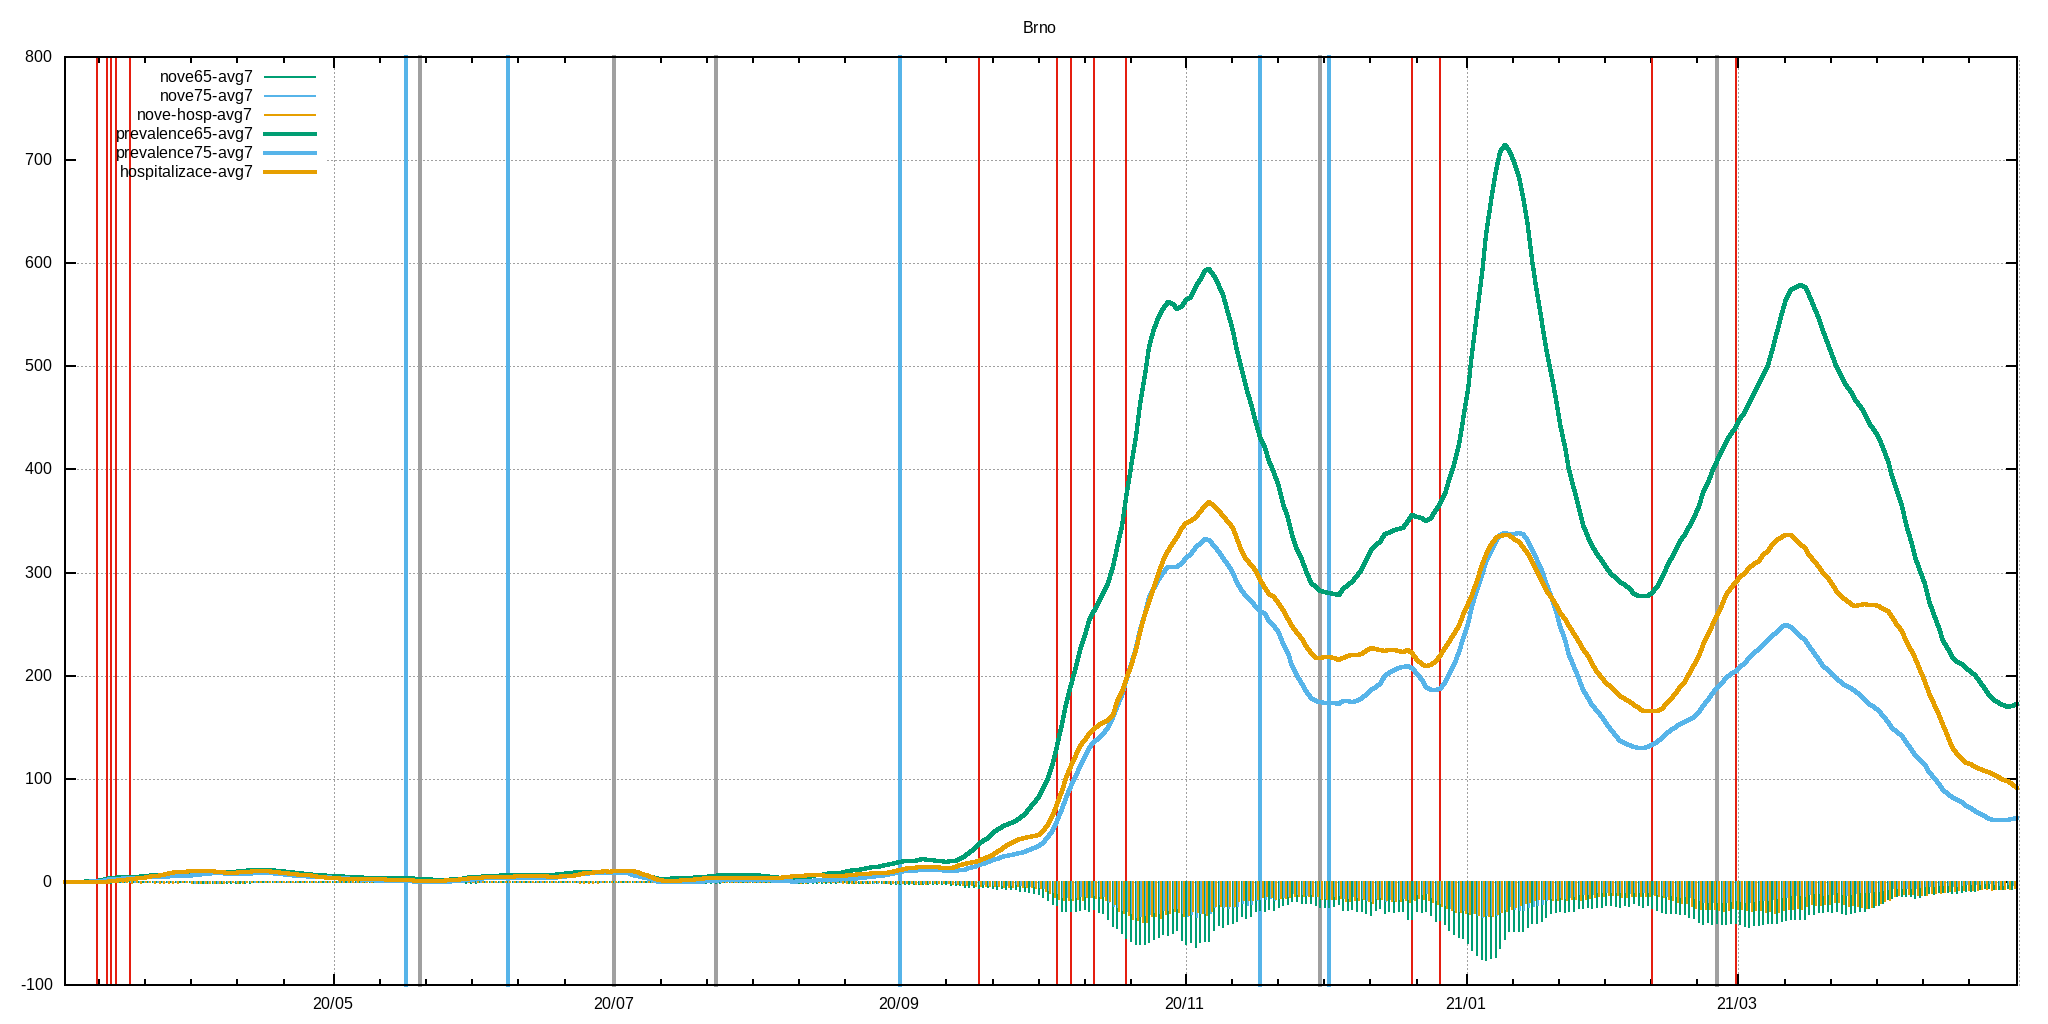 Brno
800
700
600
500
400
300
200
100
0
-100
nove65-avg7
nove75-avg7
nove-hosp-avg7
prevalence65-avg7
prevalence75-avg7
hospitalizace-avg7
20/05
20/07
20/09
20/11
21/01
21/03